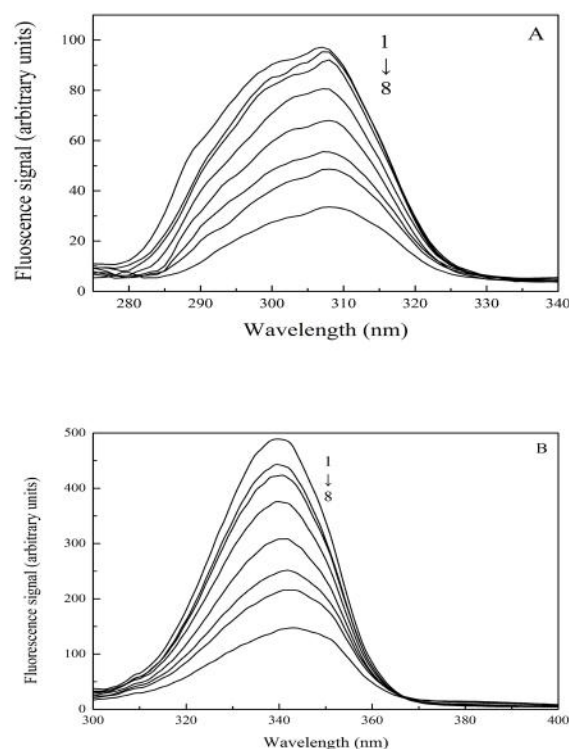 A
1
↓
8
Fluoscence signal (arbitrary units)
100
80
60
40
20
0
280 290 300 310 320 330 340
Wavelength (nm)
B
1
↓
8
Fluorescence signal (arbitrary units)
500
400
300
200
100
0
300 320 340 360 380 400
Wavelength (nm)